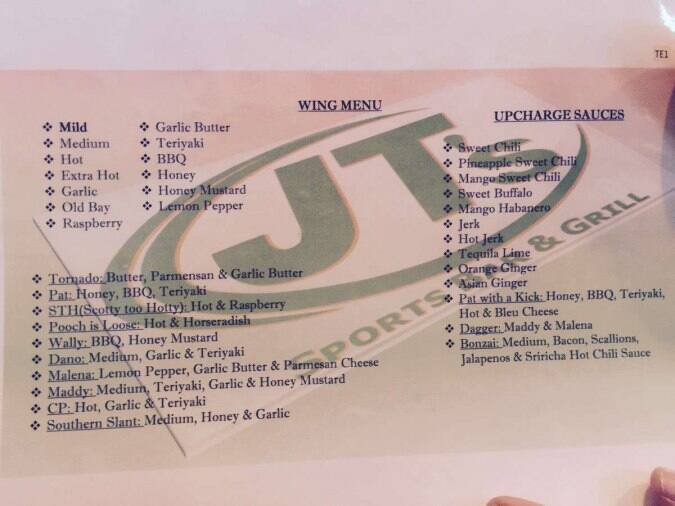 TE1
WING MENU
❖ Mild
❖ Medium
❖ Hot
❖ Extra Hot
❖ Garlic
❖ Old Bay
❖ Raspberry
❖ Garlic Butter
❖ Teriyaki
❖ BBQ
❖ Honey
❖ Honey Mustard
❖ Lemon Pepper
❖ Tornado: Butter, Parmensan & Garlic Butter
❖ Pat: Honey, BBQ, Teriyaki
❖ STH(Scotty too Hotty): Hot & Raspberry
❖ Pooch is Loose: Hot & Horseradish
❖ Wally: BBQ, Honey Mustard
❖ Dano: Medium, Garlic & Teriyaki
❖ Malena: Lemon Pepper, Garlic Butter & Parmesan Cheese
❖ Maddy: Medium, Teriyaki, Garlic & Honey Mustard
❖ CP: Hot, Garlic & Teriyaki
❖ Southern Slant: Medium, Honey & Garlic
UPCHARGE SAUCES
❖ Sweet Chili
❖ Pineapple Sweet Chili
❖ Mango Sweet Chili
❖ Sweet Buffalo
❖ Mango Habanero
❖ Jerk
❖ Hot Jerk
❖ Tequila Lime
❖ Orange Ginger
❖ Asian Ginger
❖ Pat with a Kick: Honey, BBQ, Teriyaki,
Hot & Bleu Cheese
❖ Dagger: Maddy & Malena
❖ Bonzai: Medium, Bacon, Scallions,
Jalapenos & Sriricha Hot Chili Sauce
JT's
SPORTS BAR & GRILL